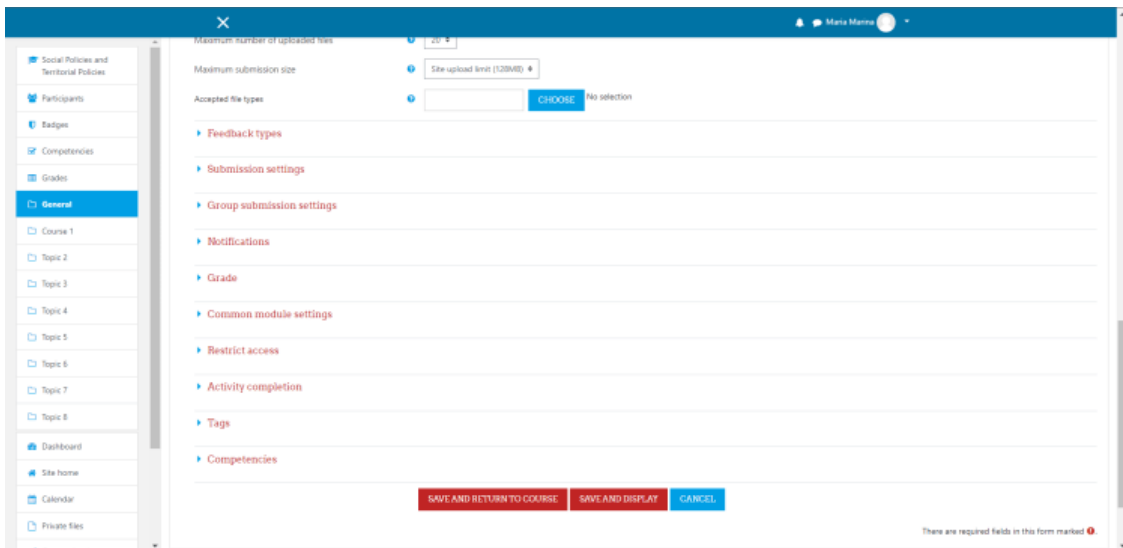 Maria Marina
Social Policies and
Territorial Policies
Participants
Badges
Competencies
Grades
General
Course 1
Topic 2
Topic 3
Topic 4
Topic 5
Topic 6
Topic 7
Topic 8
Dashboard
Site home
Calendar
Private files
Maximum number of uploaded files
20
Maximum submission size
Site upload limit (128MB)
Accepted file types
CHOOSE
No selection
Feedback types
Submission settings
Group submission settings
Notifications
Grade
Common module settings
Restrict access
Activity completion
Tags
Competencies
SAVE AND RETURN TO COURSE
SAVE AND DISPLAY
CANCEL
There are required fields in this form marked